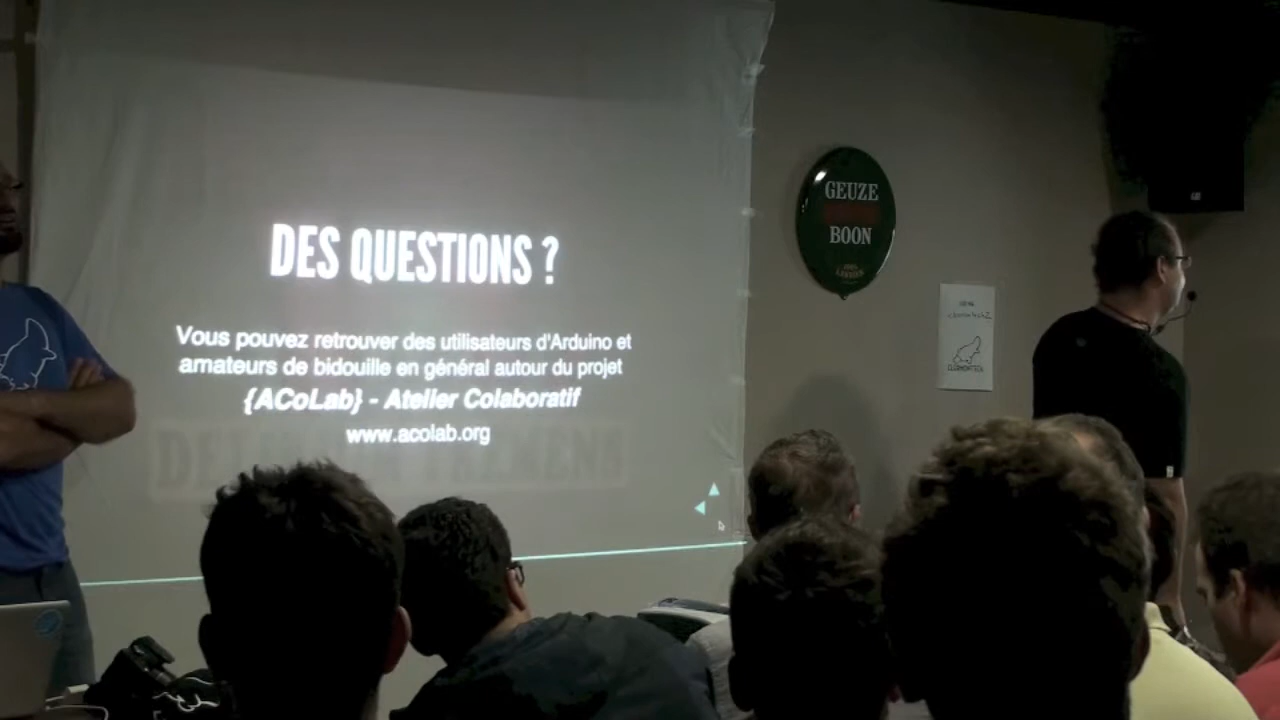 DES QUESTIONS ?
Vous pouvez retrouver des utilisateurs d'Arduino et
amateurs de bidouille en général autour du projet
{ACoLab} - Atelier Colaboratif
www.acolab.org
GEUZE
BOON
CLERMONTECH